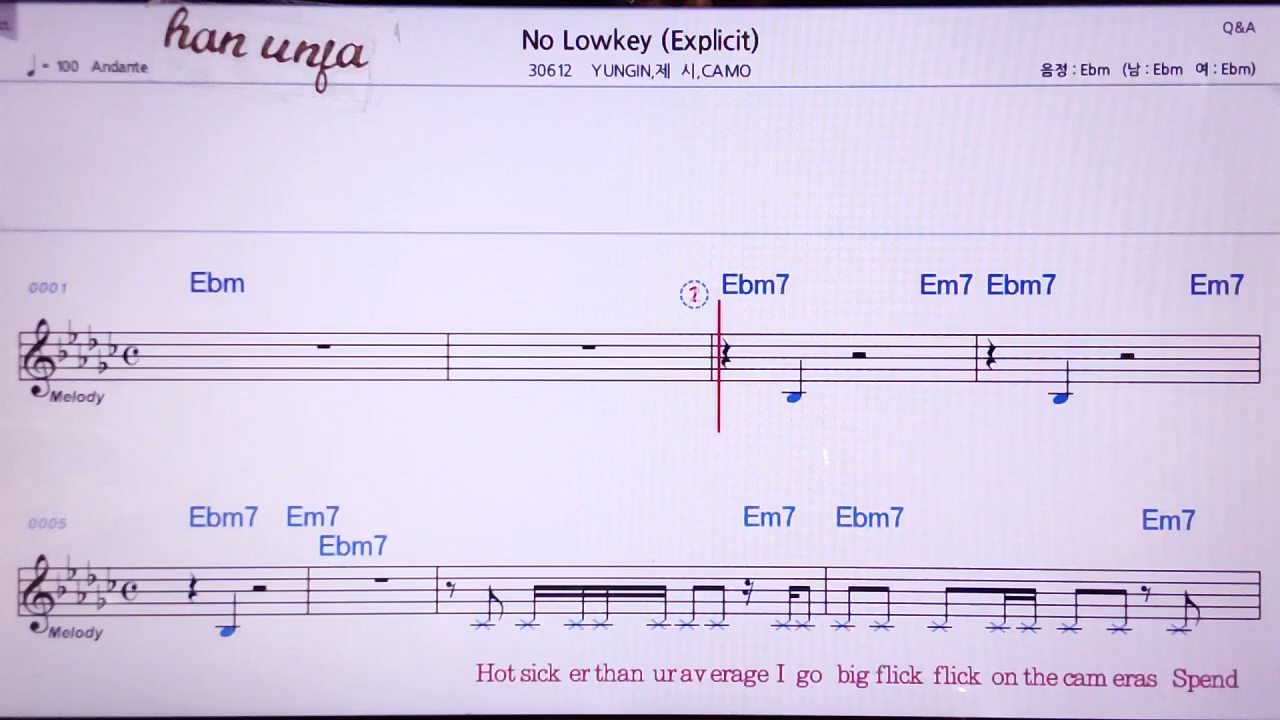 han unfa
No Lowkey (Explicit)
Q&A
♩ = 100 Andante
30612 YUNGIN,제 시,CAMO
음정 : Ebm (남 : Ebm 여 : Ebm)
0001 Ebm
Ebm7 Em7 Ebm7 Em7
Melody
0005 Ebm7 Em7 Em7 Ebm7 Em7
Ebm7
Melody
Hot sick er than ur av erage I go big flick flick on the cam eras Spend